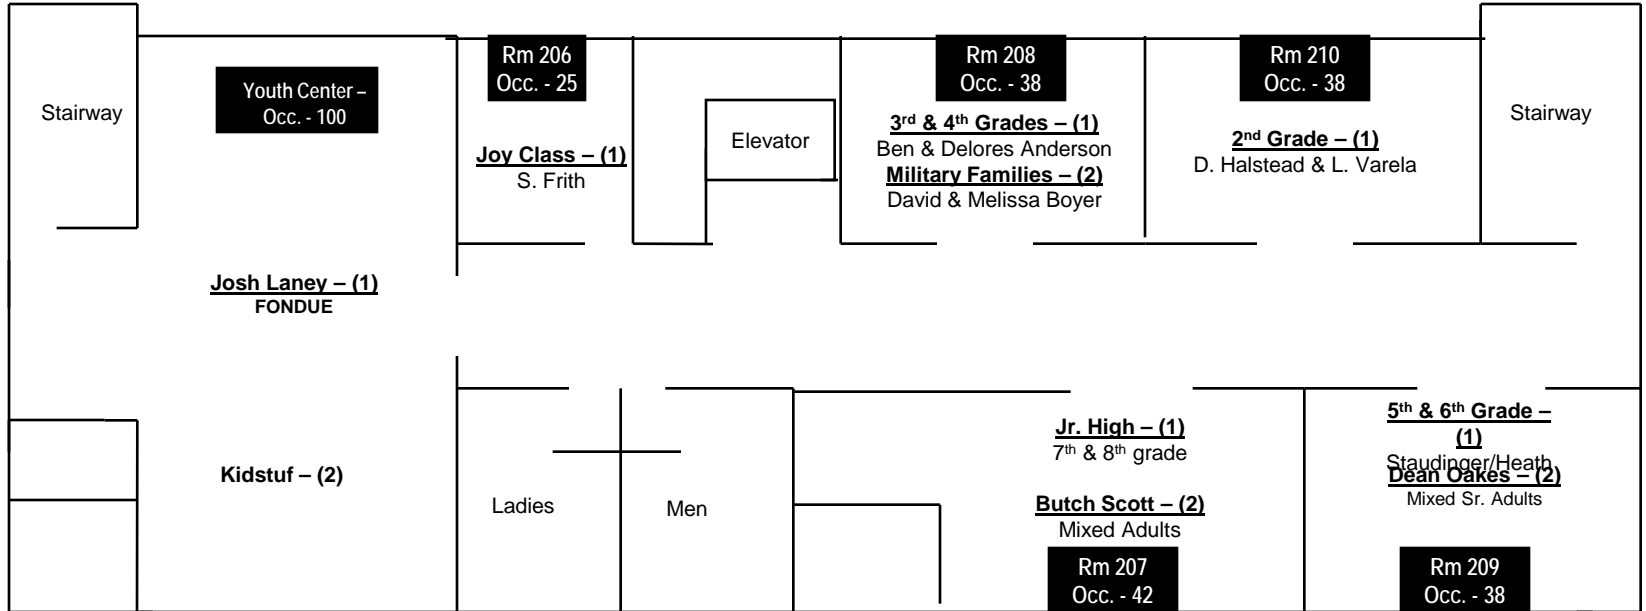 Stairway
Youth Center –
Occ. - 100
Josh Laney – (1)
FONDUE
Kidstuf – (2)
Rm 206
Occ. - 25
Joy Class – (1)
S. Frith
Elevator
Rm 208
Occ. - 38
3rd & 4th Grades – (1)
Ben & Delores Anderson
Military Families – (2)
David & Melissa Boyer
Rm 210
Occ. - 38
2nd Grade – (1)
D. Halstead & L. Varela
Stairway
Ladies
Men
Jr. High – (1)
7th & 8th grade
Butch Scott – (2)
Mixed Adults
Rm 207
Occ. - 42
5th & 6th Grade –
(1)
Staudinger/Heath
Dean Oakes – (2)
Mixed Sr. Adults
Rm 209
Occ. - 38